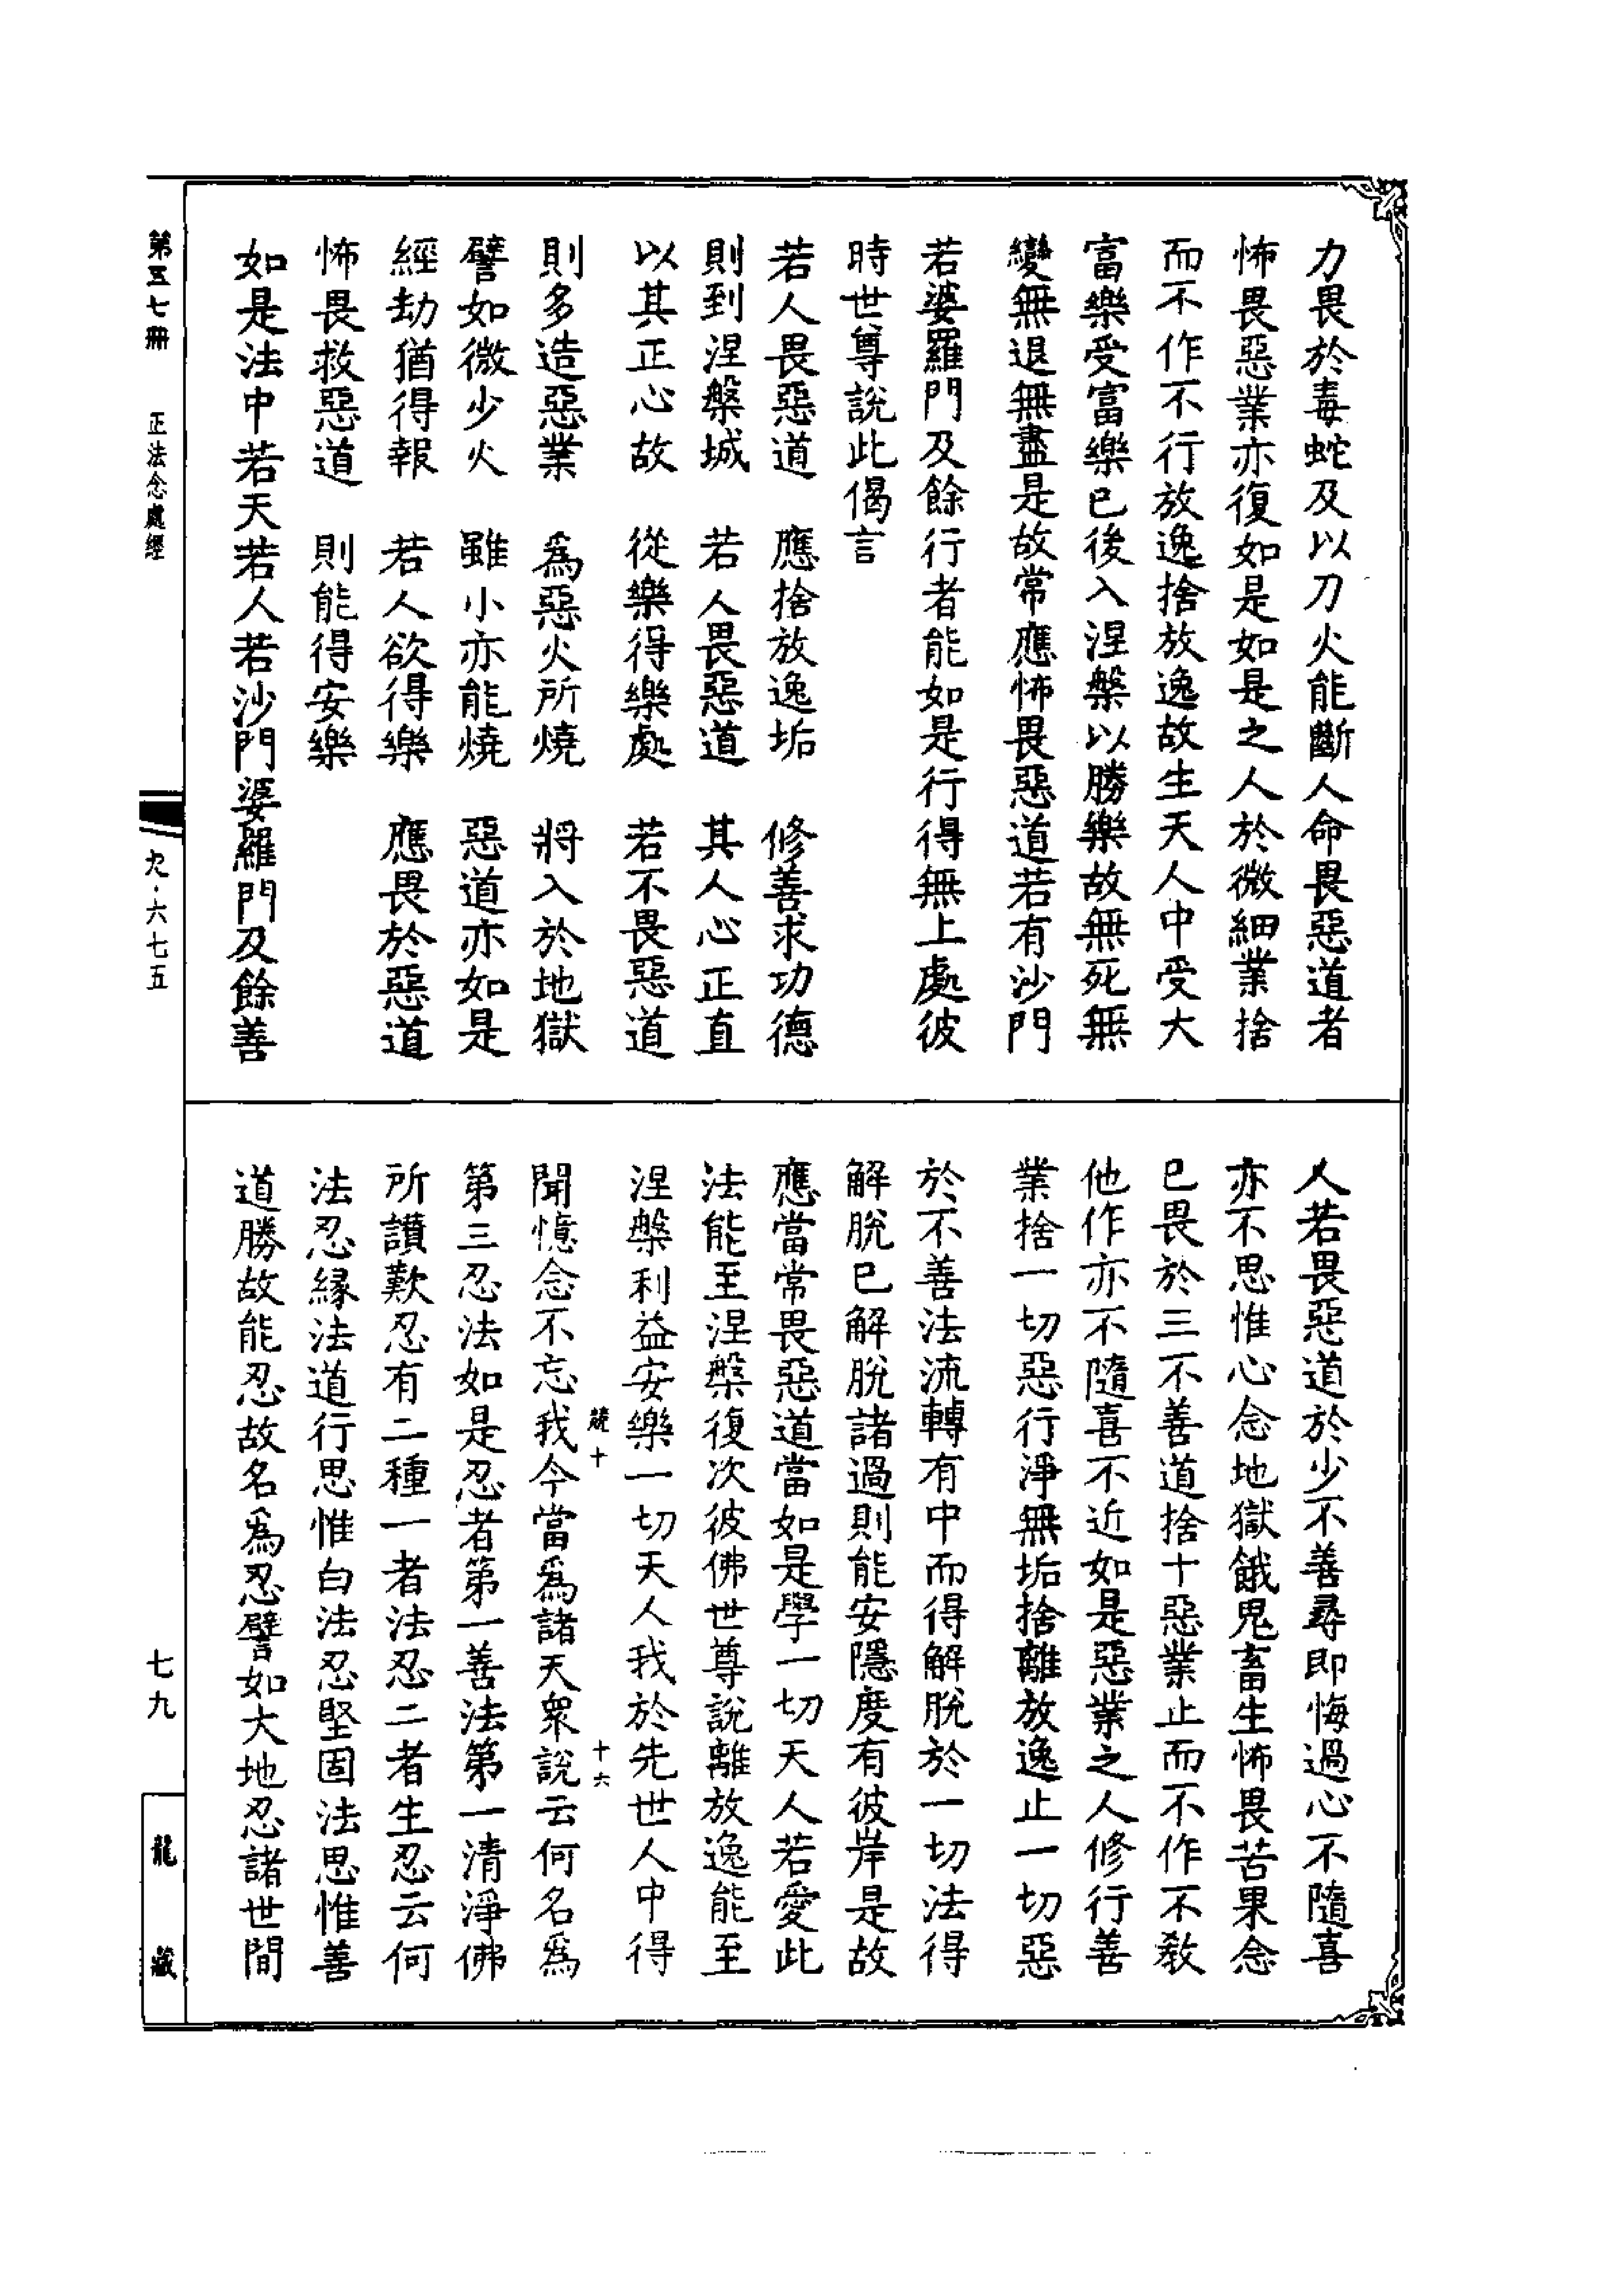 力畏於毒蛇及以刀火能斷人命畏惡道者
怖畏惡業亦復如是如是之人於微細業捨
而不作不行放逸捨放逸故生天人中受大
富樂受富樂已後入涅槃以勝樂故無死無
變無退無盡是故常應怖畏惡道若有沙門
若婆羅門及餘行者能如是行得無上處彼
時世尊說此偈言
若人畏惡道　應捨放逸垢　修善求功德
則到涅槃城　若人畏惡道　其人心正直
以其正心故　從樂得樂處　若不畏惡道
則多造惡業　為惡火所燒　將入於地獄
譬如微少火　雖小亦能燒　惡道亦如是
經劫猶得報　若人欲得樂　應畏於惡道
怖畏救惡道　則能得安樂
如是法中若天若人若沙門婆羅門及餘善
人若畏惡道於少不善尋即悔過心不隨喜
亦不思惟心念地獄餓鬼畜生怖畏苦果念
已畏於三不善道捨十惡業止而不作不教
他作亦不隨喜不近如是惡業之人修行善
業捨一切惡行淨無垢捨離放逸止一切惡
於不善法流轉有中而得解脫於一切法得
解脫已解脫諸過則能安隱度有彼岸是故
應當常畏惡道當如是學一切天人若愛此
法能至涅槃復次彼佛世尊說離放逸能至
涅槃利益安樂一切天人我於先世人中得
競十　十六
聞憶念不忘我今當為諸天眾說云何名為
第三忍法如是忍者第一善法第一清淨佛
所讚歎忍有二種一者法忍二者生忍云何
法忍緣法道行思惟白法忍堅固法思惟善
道勝故能忍故名為忍譬如大地忍諸世間
第五七冊　正法念處經　九·六七五　七九　龍藏